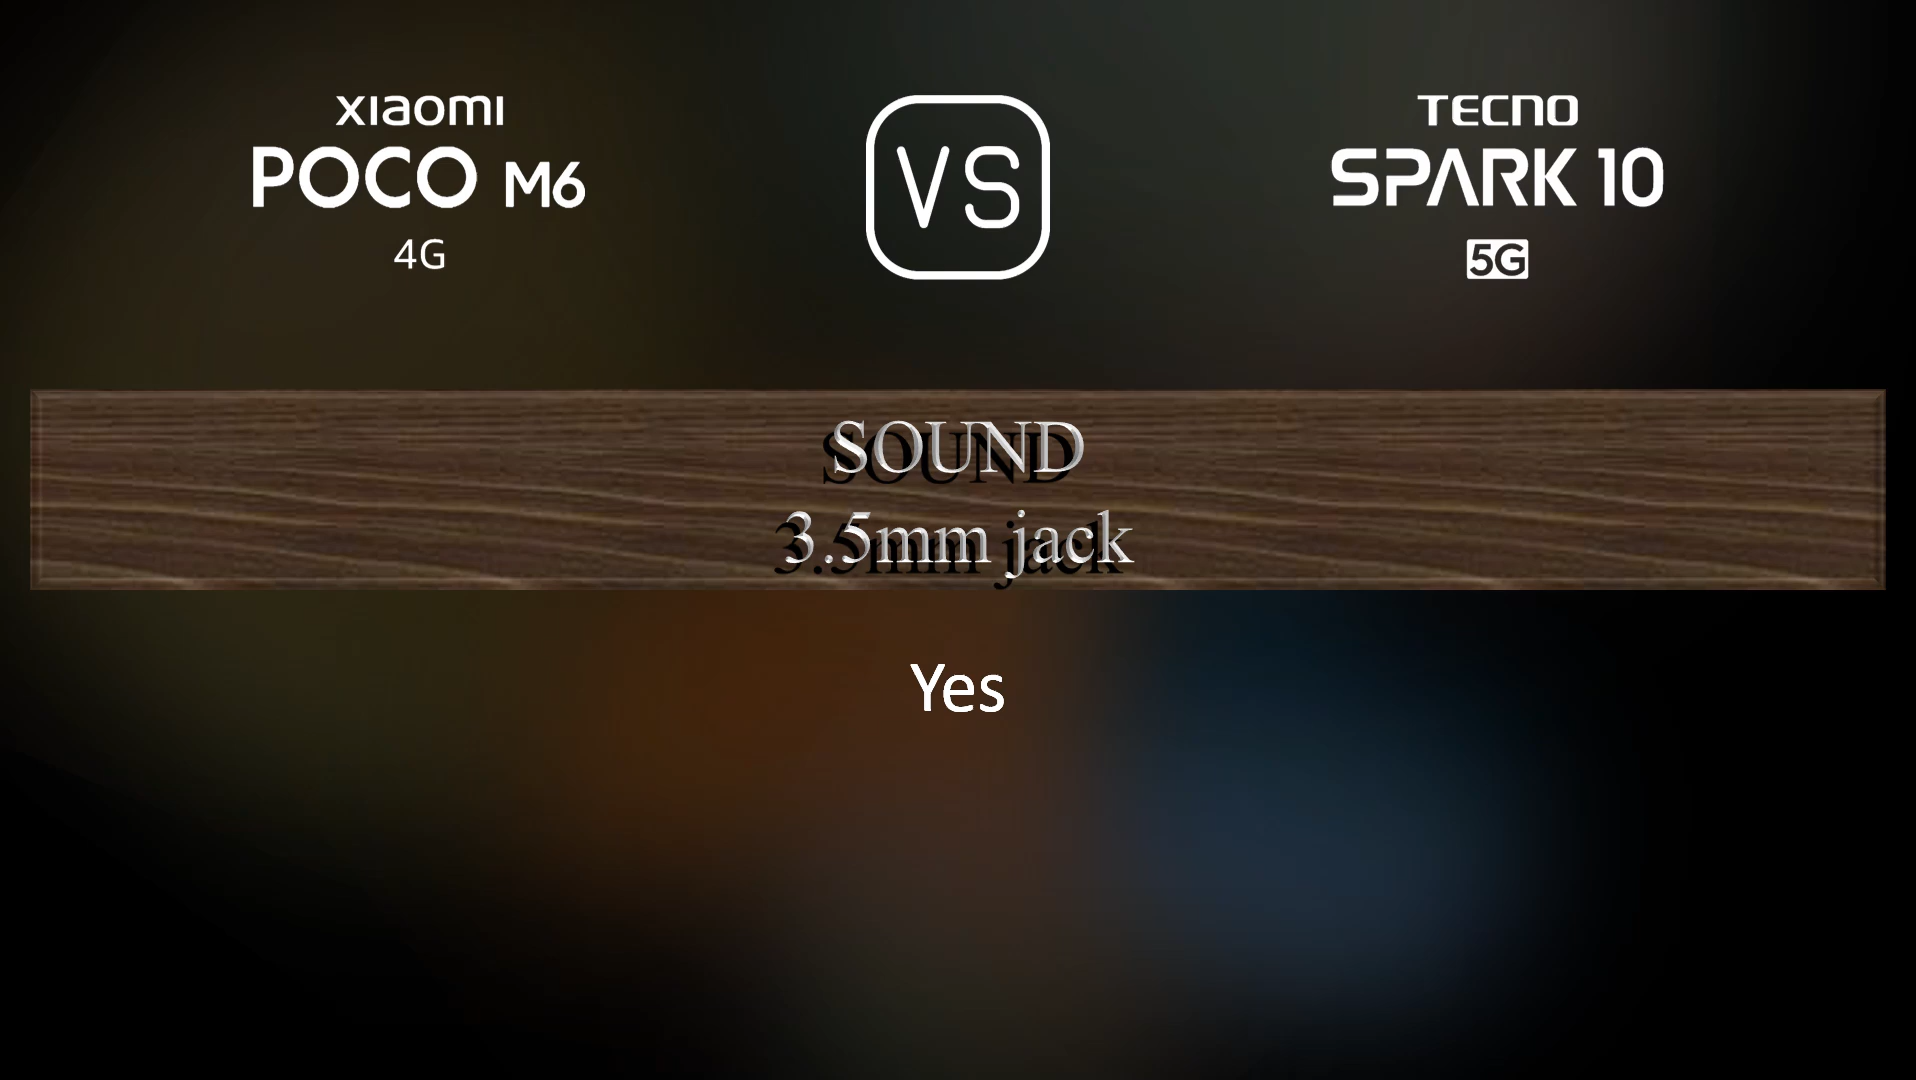 xiaomi
POCO M6
4G
VS
TECNO
SPARK 10
5G
SOUND
3.5mm jack
Yes